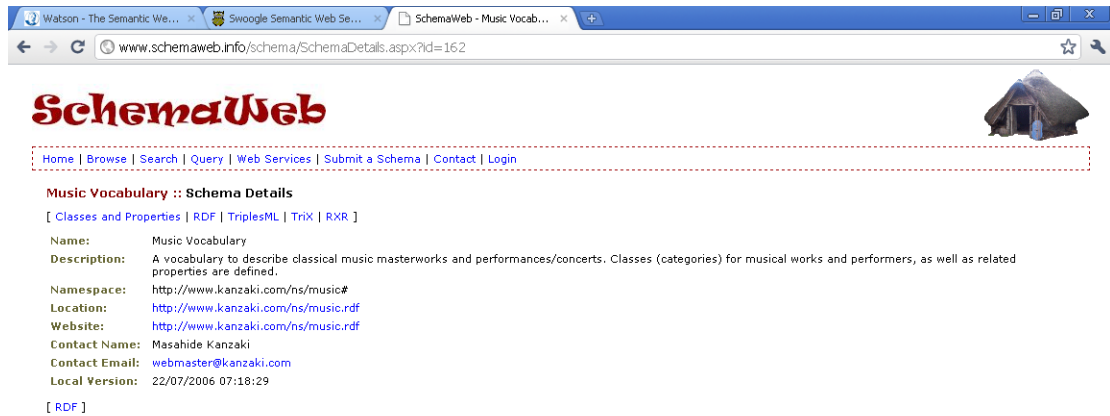 Watson - The Semantic We... Swoogle Semantic Web Se... SchemaWeb - Music Vocab...
www.schemaweb.info/schema/SchemaDetails.aspx?id=162
SchemaWeb
Home | Browse | Search | Query | Web Services | Submit a Schema | Contact | Login
Music Vocabulary :: Schema Details
[ Classes and Properties | RDF | TriplesML | TriX | RXR ]
Name: Music Vocabulary
Description: A vocabulary to describe classical music masterworks and performances/concerts. Classes (categories) for musical works and performers, as well as related
properties are defined.
Namespace: http://www.kanzaki.com/ns/music#
Location: http://www.kanzaki.com/ns/music.rdf
Website: http://www.kanzaki.com/ns/music.rdf
Contact Name: Masahide Kanzaki
Contact Email: webmaster@kanzaki.com
Local Version: 22/07/2006 07:18:29
[ RDF ]